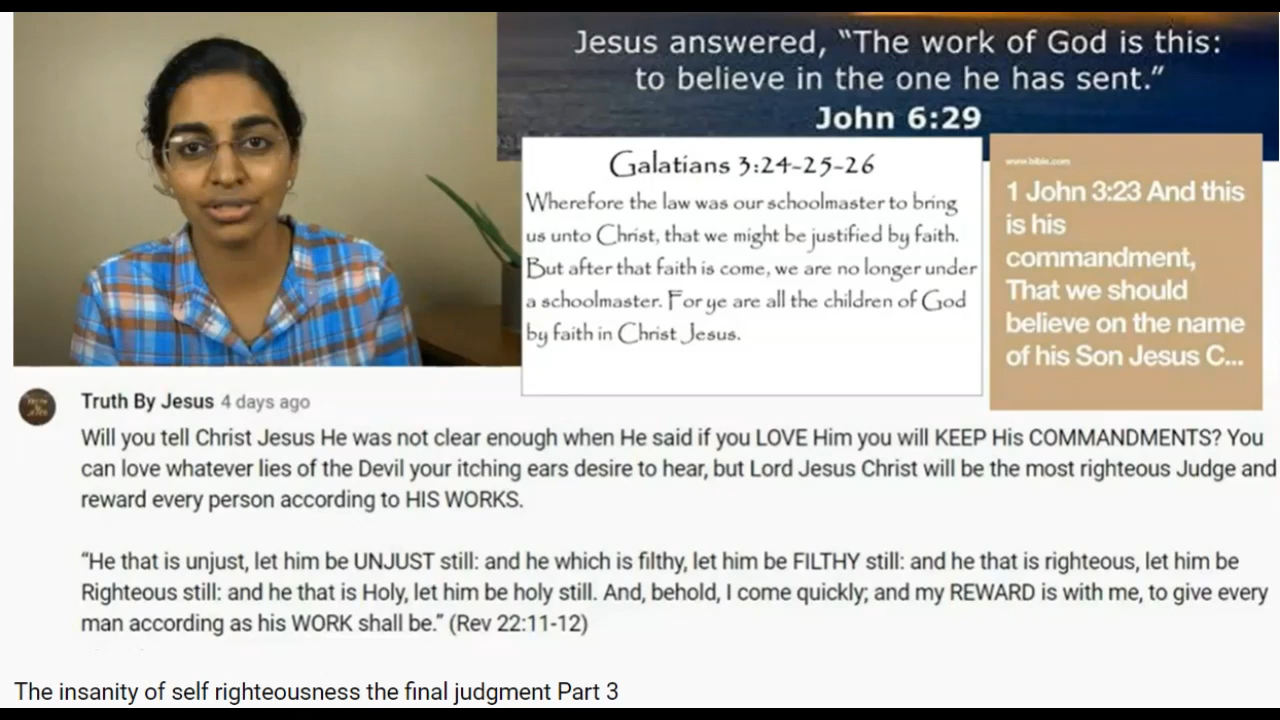 Jesus answered, “The work of God is this:
to believe in the one he has sent.”
John 6:29
Galatians 3:24-25-26
Wherefore the law was our schoolmaster to bring
us unto Christ, that we might be justified by faith.
But after that faith is come, we are no longer under
a schoolmaster. For ye are all the children of God
by faith in Christ Jesus.
www.bible.com
1 John 3:23 And this
is his
commandment,
That we should
believe on the name
of his Son Jesus C...
Truth By Jesus 4 days ago
Will you tell Christ Jesus He was not clear enough when He said if you LOVE Him you will KEEP His COMMANDMENTS? You
can love whatever lies of the Devil your itching ears desire to hear, but Lord Jesus Christ will be the most righteous Judge and
reward every person according to HIS WORKS.
“He that is unjust, let him be UNJUST still: and he which is filthy, let him be FILTHY still: and he that is righteous, let him be
Righteous still: and he that is Holy, let him be holy still. And, behold, I come quickly; and my REWARD is with me, to give every
man according as his WORK shall be.” (Rev 22:11-12)
The insanity of self righteousness the final judgment Part 3